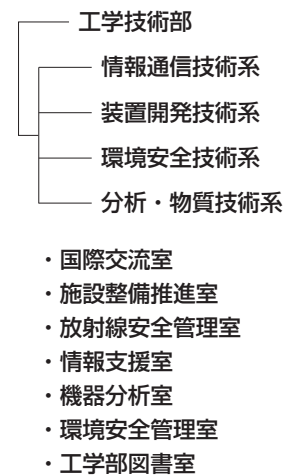 工学技術部
情報通信技術系
装置開発技術系
環境安全技術系
分析・物質技術系
・国際交流室
・施設整備推進室
・放射線安全管理室
・情報支援室
・機器分析室
・環境安全管理室
・工学部図書室